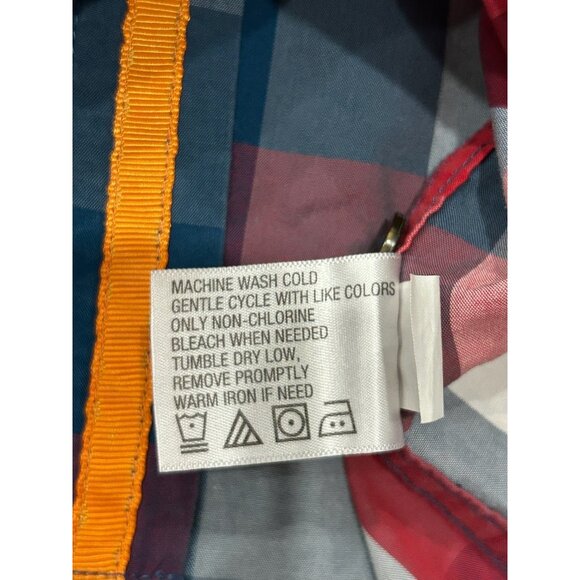 MACHINE WASH COLD
GENTLE CYCLE WITH LIKE COLORS
ONLY NON-CHLORINE
BLEACH WHEN NEEDED
TUMBLE DRY LOW,
REMOVE PROMPTLY
WARM IRON IF NEED